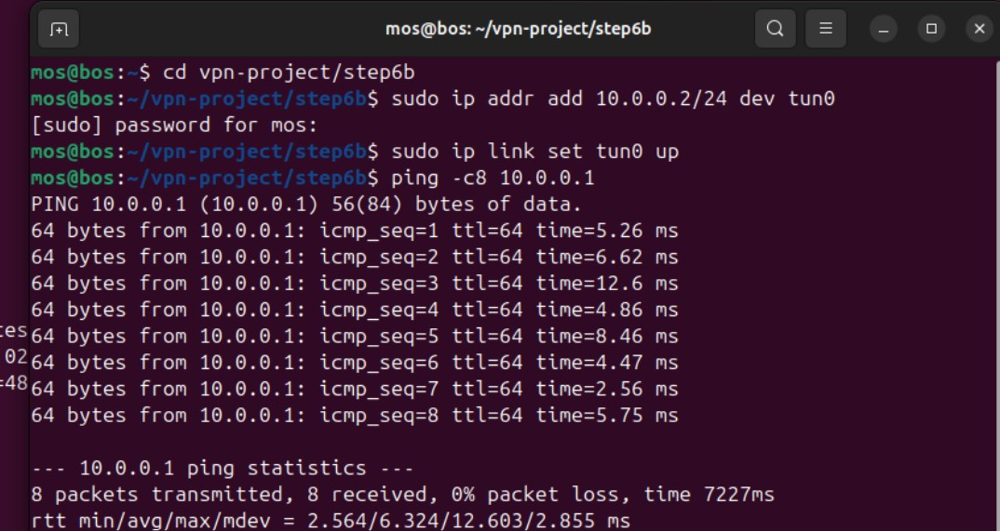 mos@bos: ~/vpn-project/step6b
mos@bos:~$ cd vpn-project/step6b
mos@bos:~/vpn-project/step6b$ sudo ip addr add 10.0.0.2/24 dev tun0
[sudo] password for mos:
mos@bos:~/vpn-project/step6b$ sudo ip link set tun0 up
mos@bos:~/vpn-project/step6b$ ping -c8 10.0.0.1
PING 10.0.0.1 (10.0.0.1) 56(84) bytes of data.
64 bytes from 10.0.0.1: icmp_seq=1 ttl=64 time=5.26 ms
64 bytes from 10.0.0.1: icmp_seq=2 ttl=64 time=6.62 ms
64 bytes from 10.0.0.1: icmp_seq=3 ttl=64 time=12.6 ms
64 bytes from 10.0.0.1: icmp_seq=4 ttl=64 time=4.86 ms
64 bytes from 10.0.0.1: icmp_seq=5 ttl=64 time=8.46 ms
64 bytes from 10.0.0.1: icmp_seq=6 ttl=64 time=4.47 ms
64 bytes from 10.0.0.1: icmp_seq=7 ttl=64 time=2.56 ms
64 bytes from 10.0.0.1: icmp_seq=8 ttl=64 time=5.75 ms
--- 10.0.0.1 ping statistics ---
8 packets transmitted, 8 received, 0% packet loss, time 7227ms
rtt min/avg/max/mdev = 2.564/6.324/12.603/2.855 ms
02
=48